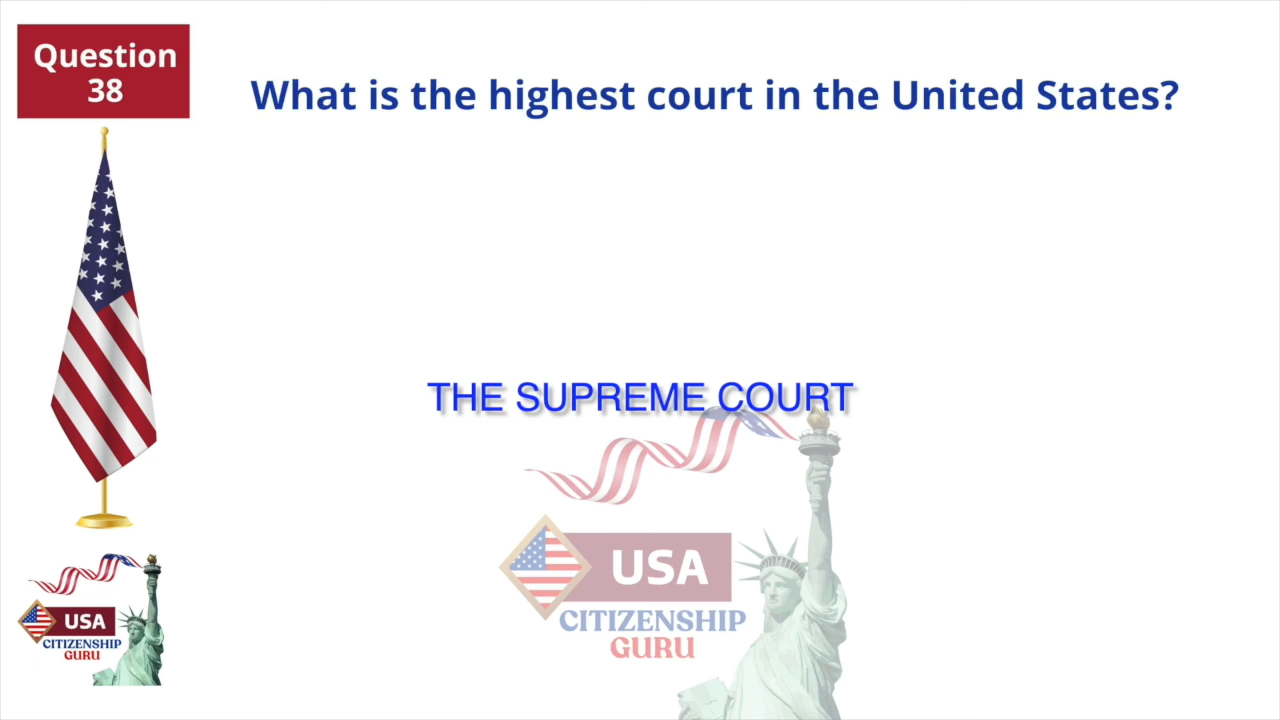 Question
38
What is the highest court in the United States?
THE SUPREME COURT
USA
CITIZENSHIP
GURU
USA
CITIZENSHIP
GURU